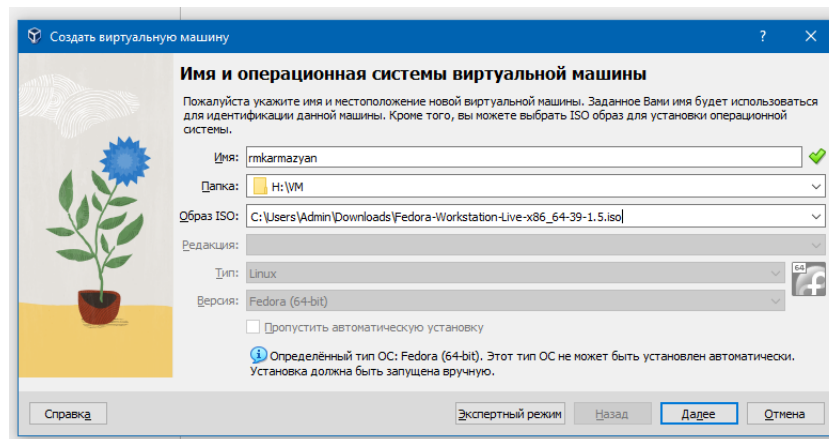 Создать виртуальную машину
?
Имя и операционная системы виртуальной машины
Пожалуйста укажите имя и местоположение новой виртуальной машины. Заданное Вами имя будет использоваться
для идентификации данной машины. Кроме того, вы можете выбрать ISO образ для установки операционной
системы.
Имя: rmkarmazyan
Папка: H:\VM
Образ ISO: C:\Users\Admin\Downloads\Fedora-Workstation-Live-x86_64-39-1.5.iso
Редакция:
Тип: Linux
64
Версия: Fedora (64-bit)
Пропустить автоматическую установку
Определённый тип ОС: Fedora (64-bit). Этот тип ОС не может быть установлен автоматически.
Установка должна быть запущена вручную.
Справка Экспертный режим Назад Далее Отмена